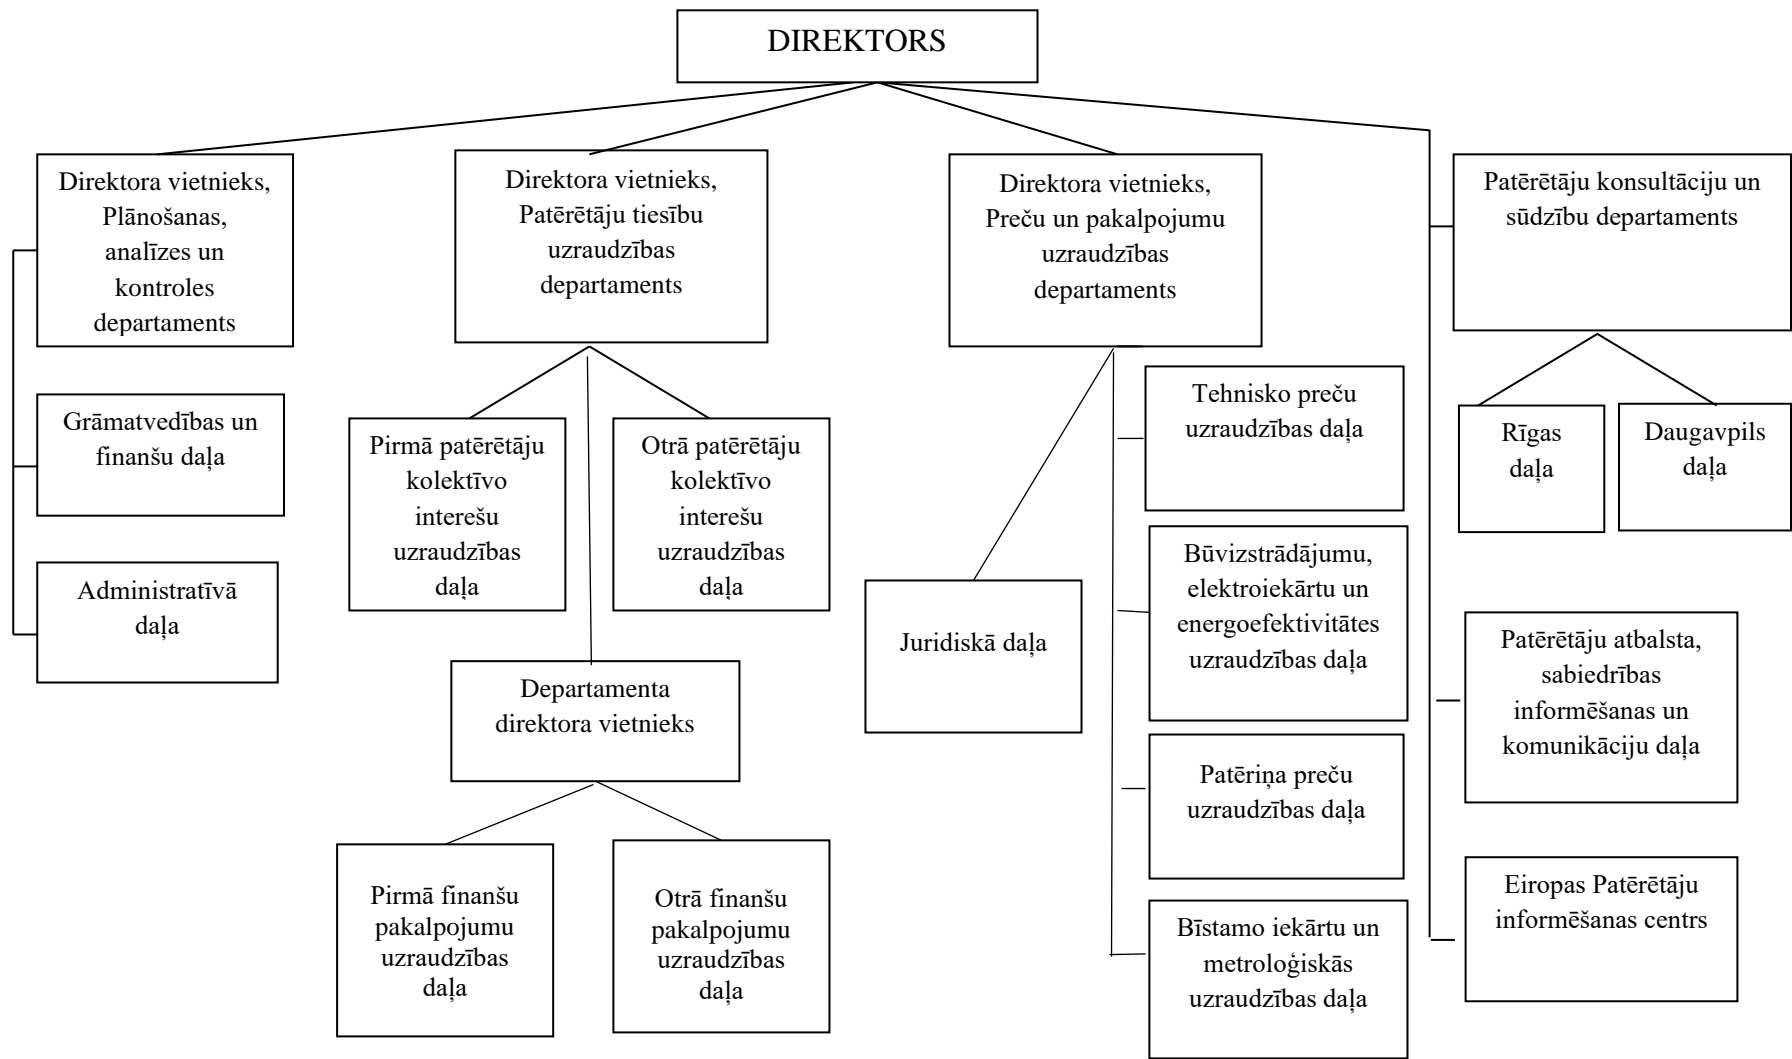 DIREKTORS
Direktora vietnieks,
Plānošanas,
analīzes un
kontroles
departaments
Direktora vietnieks,
Patērētāju tiesību
uzraudzības
departaments
Direktora vietnieks,
Preču un pakalpojumu
uzraudzības
departaments
Patērētāju konsultāciju un
sūdzību departaments
Grāmatvedības un
finanšu daļa
Administratīvā
daļa
Pirmā patērētāju
kolektīvo
interešu
uzraudzības
daļa
Otrā patērētāju
kolektīvo
interešu
uzraudzības
daļa
Departamenta
direktora vietnieks
Pirmā finanšu
pakalpojumu
uzraudzības
daļa
Otrā finanšu
pakalpojumu
uzraudzības
daļa
Juridiskā daļa
Tehnisko preču
uzraudzības daļa
Būvizstrādājumu,
elektroiekārtu un
energoefektivitātes
uzraudzības daļa
Patēriņa preču
uzraudzības daļa
Bīstamo iekārtu un
metroloģiskās
uzraudzības daļa
Rīgas
daļa
Daugavpils
daļa
Patērētāju atbalsta,
sabiedrības
informēšanas un
komunikāciju daļa
Eiropas Patērētāju
informēšanas centrs